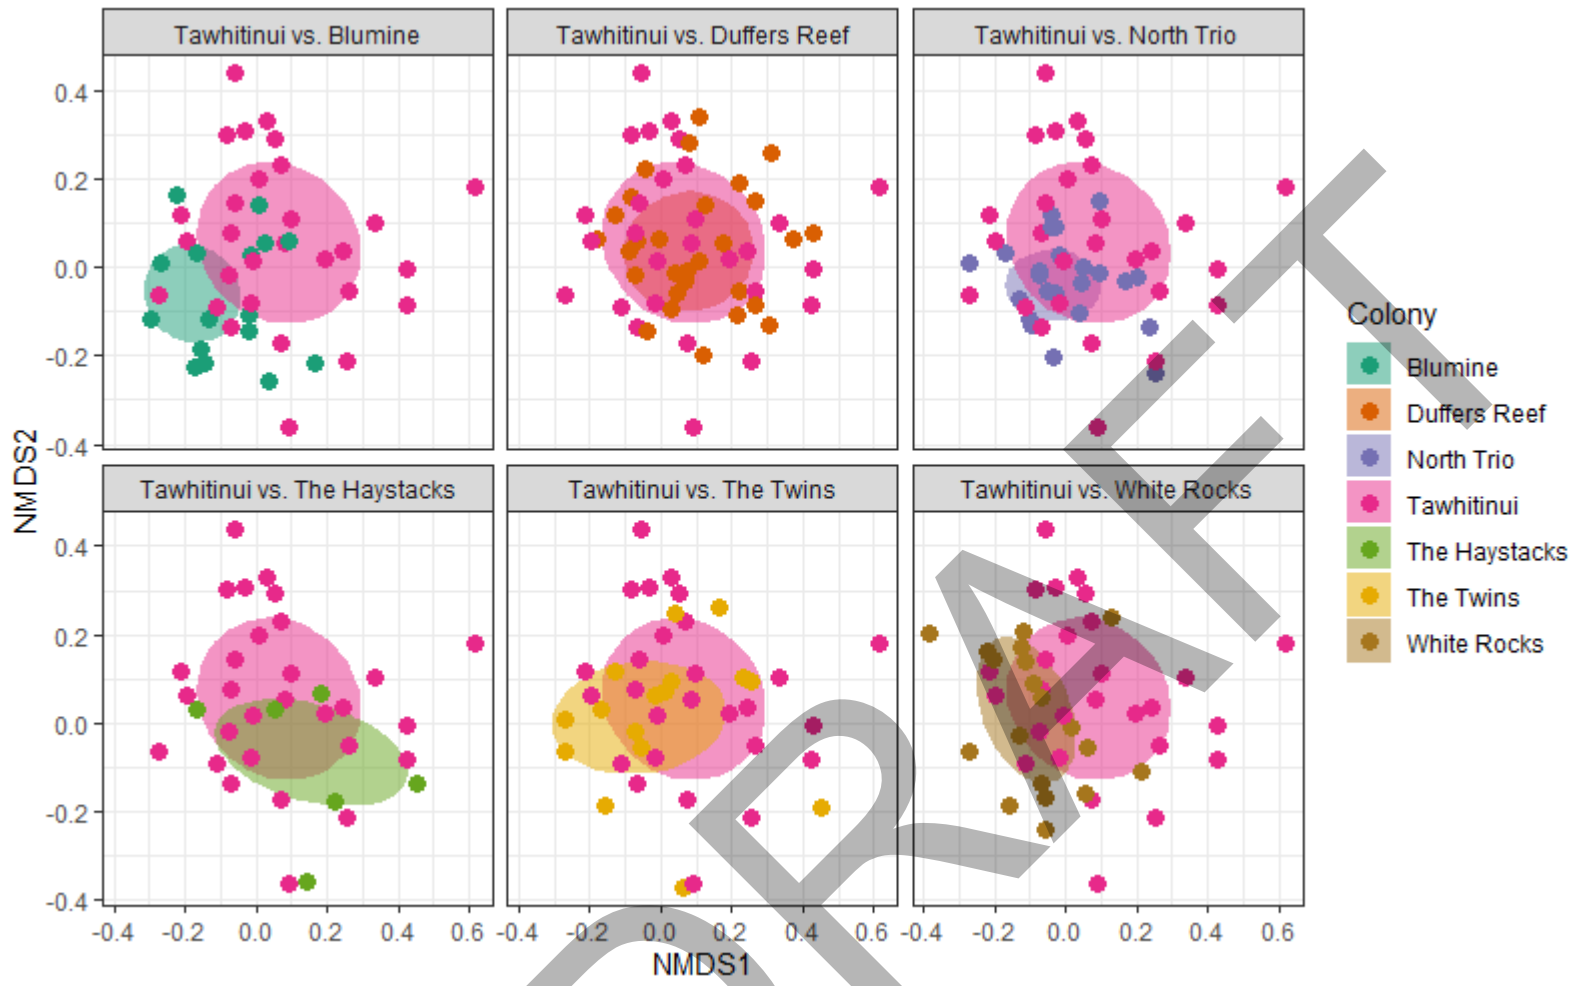 Tawhitinui vs. Blumine
Tawhitinui vs. Duffers Reef
Tawhitinui vs. North Trio
0.4
0.2
0.0
-0.2
-0.4
NMDS2
Tawhitinui vs. The Haystacks
Tawhitinui vs. The Twins
Tawhitinui vs. White Rocks
0.4
0.2
0.0
-0.2
-0.4
-0.4 -0.2 0.0 0.2 0.4 0.6
-0.4 -0.2 0.0 0.2 0.4 0.6
-0.4 -0.2 0.0 0.2 0.4 0.6
NMDS1
Colony
Blumine
Duffers Reef
North Trio
Tawhitinui
The Haystacks
The Twins
White Rocks
DRAFT